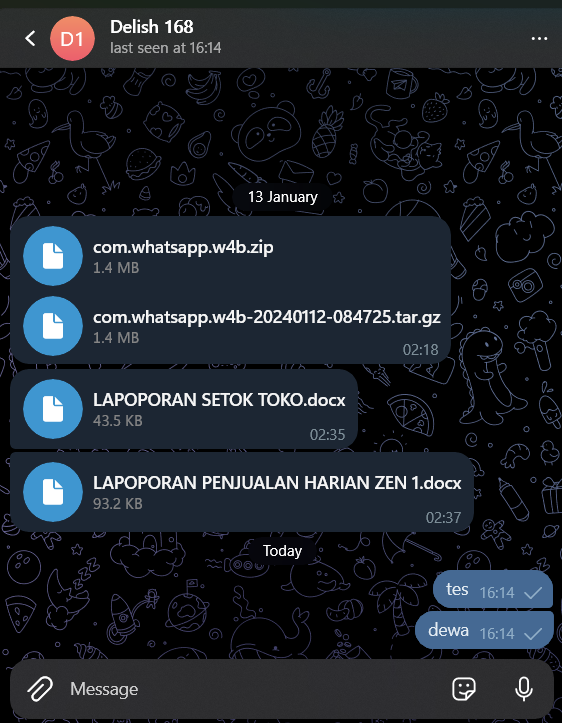 D1
Delish 168
last seen at 16:14
13 January
com.whatsapp.w4b.zip
1.4 MB
com.whatsapp.w4b-20240112-084725.tar.gz
1.4 MB
02:18
LAPOPORAN SETOK TOKO.docx
43.5 KB
02:35
LAPOPORAN PENJUALAN HARIAN ZEN 1.docx
93.2 KB
02:37
Today
tes 16:14
dewa 16:14
Message